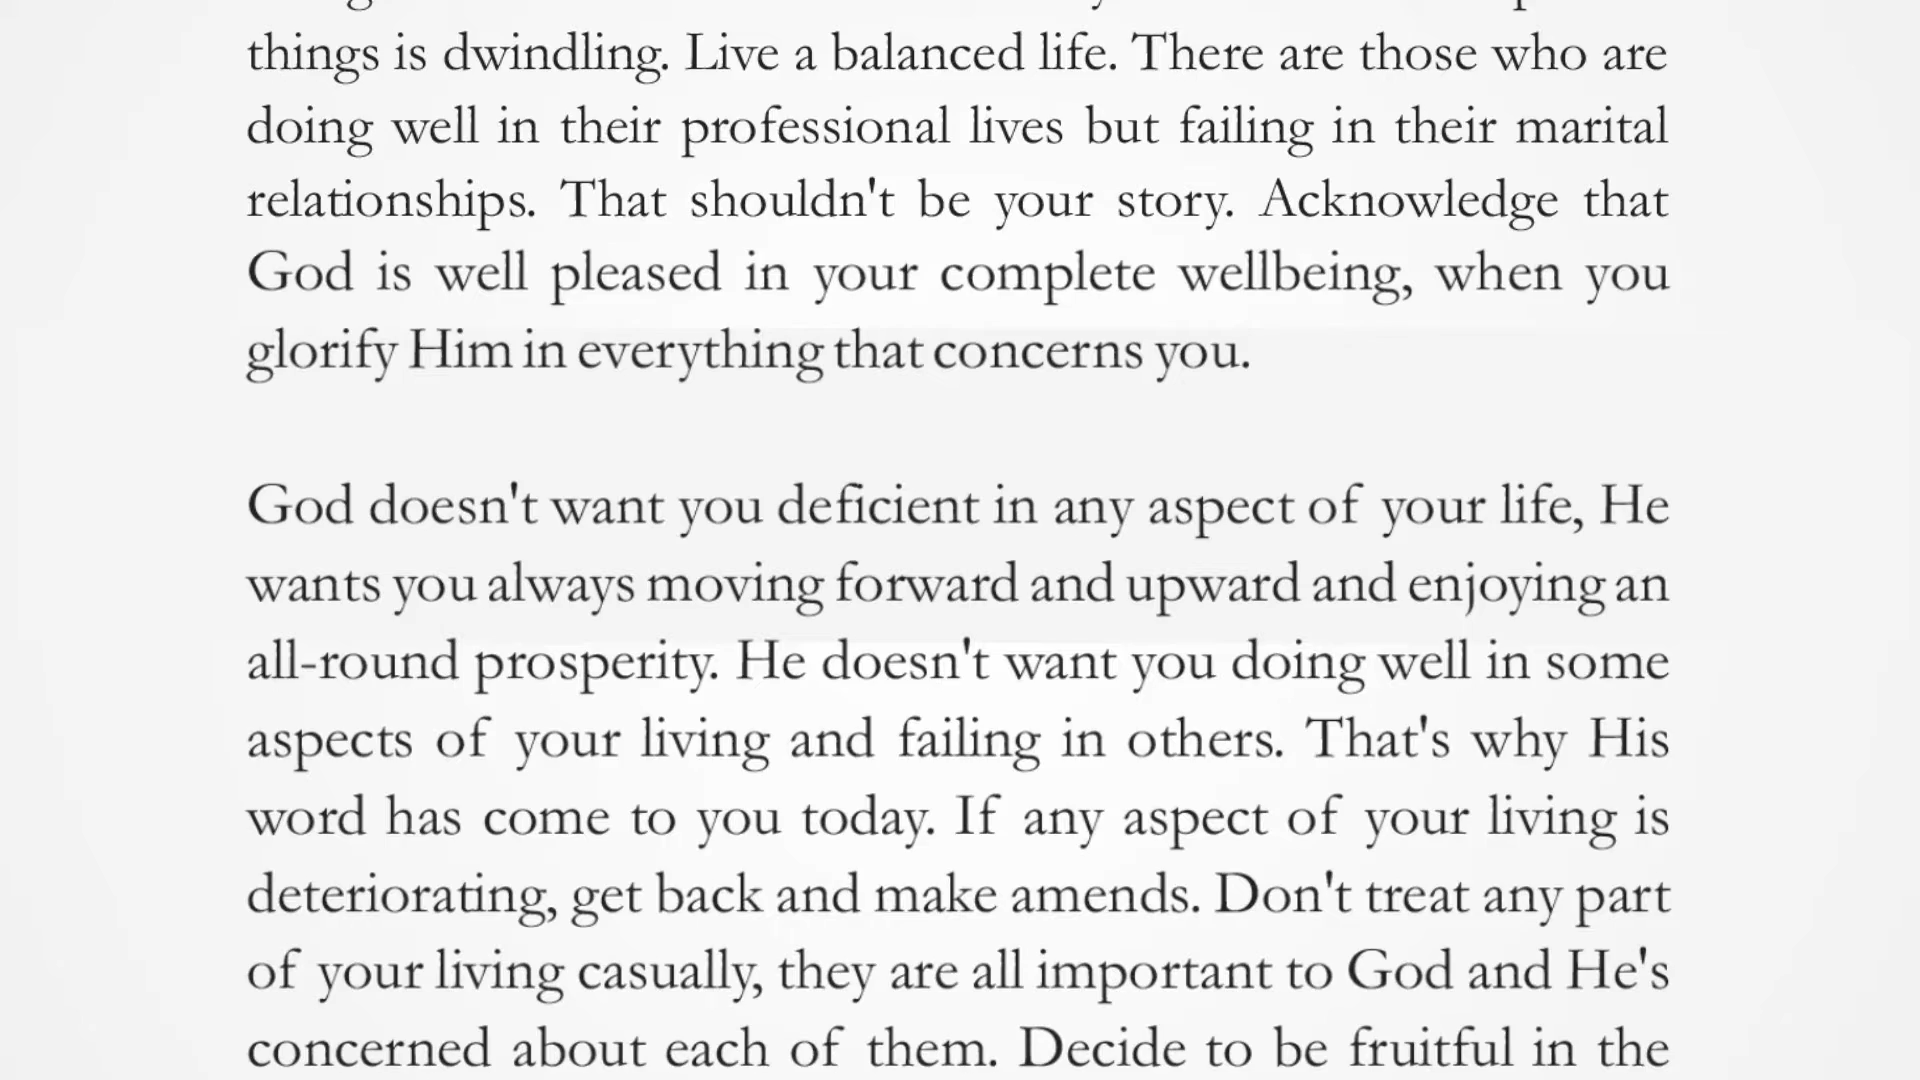 things is dwindling. Live a balanced life. There are those who are
doing well in their professional lives but failing in their marital
relationships. That shouldn't be your story. Acknowledge that
God is well pleased in your complete wellbeing, when you
glorify Him in everything that concerns you.
God doesn't want you deficient in any aspect of your life, He
wants you always moving forward and upward and enjoying an
all-round prosperity. He doesn't want you doing well in some
aspects of your living and failing in others. That's why His
word has come to you today. If any aspect of your living is
deteriorating, get back and make amends. Don't treat any part
of your living casually, they are all important to God and He's
concerned about each of them. Decide to be fruitful in the